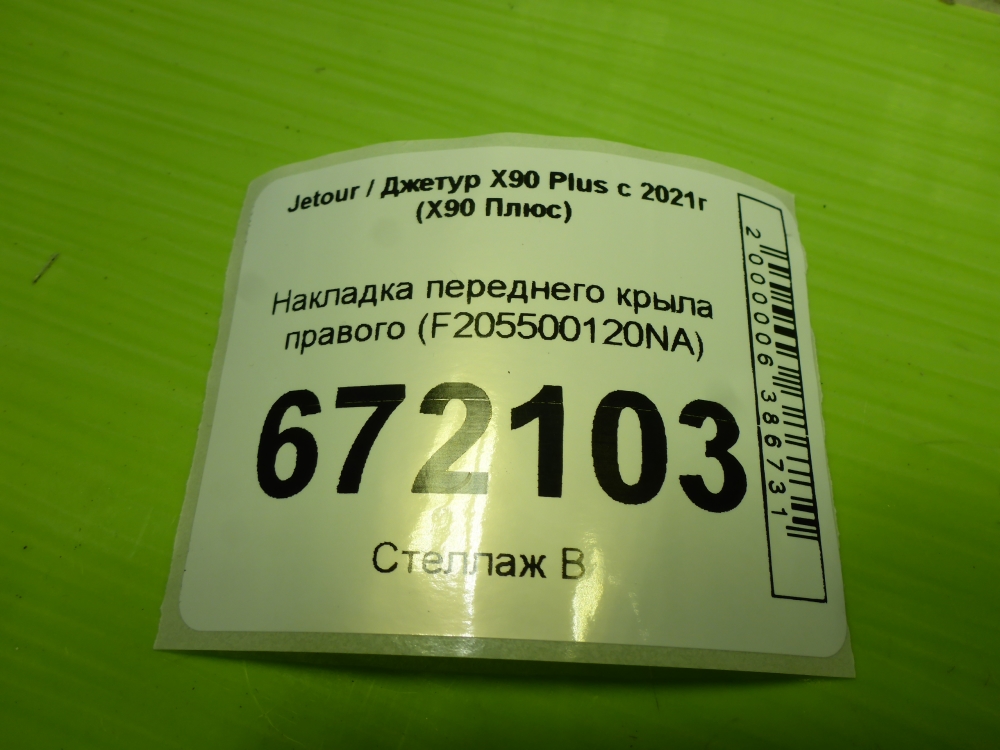 Jetour / Джетур X90 Plus с 2021г
(X90 Плюс)
Накладка переднего крыла
правого (F205500120NA)
672103
Стеллаж B
2 000006 386731